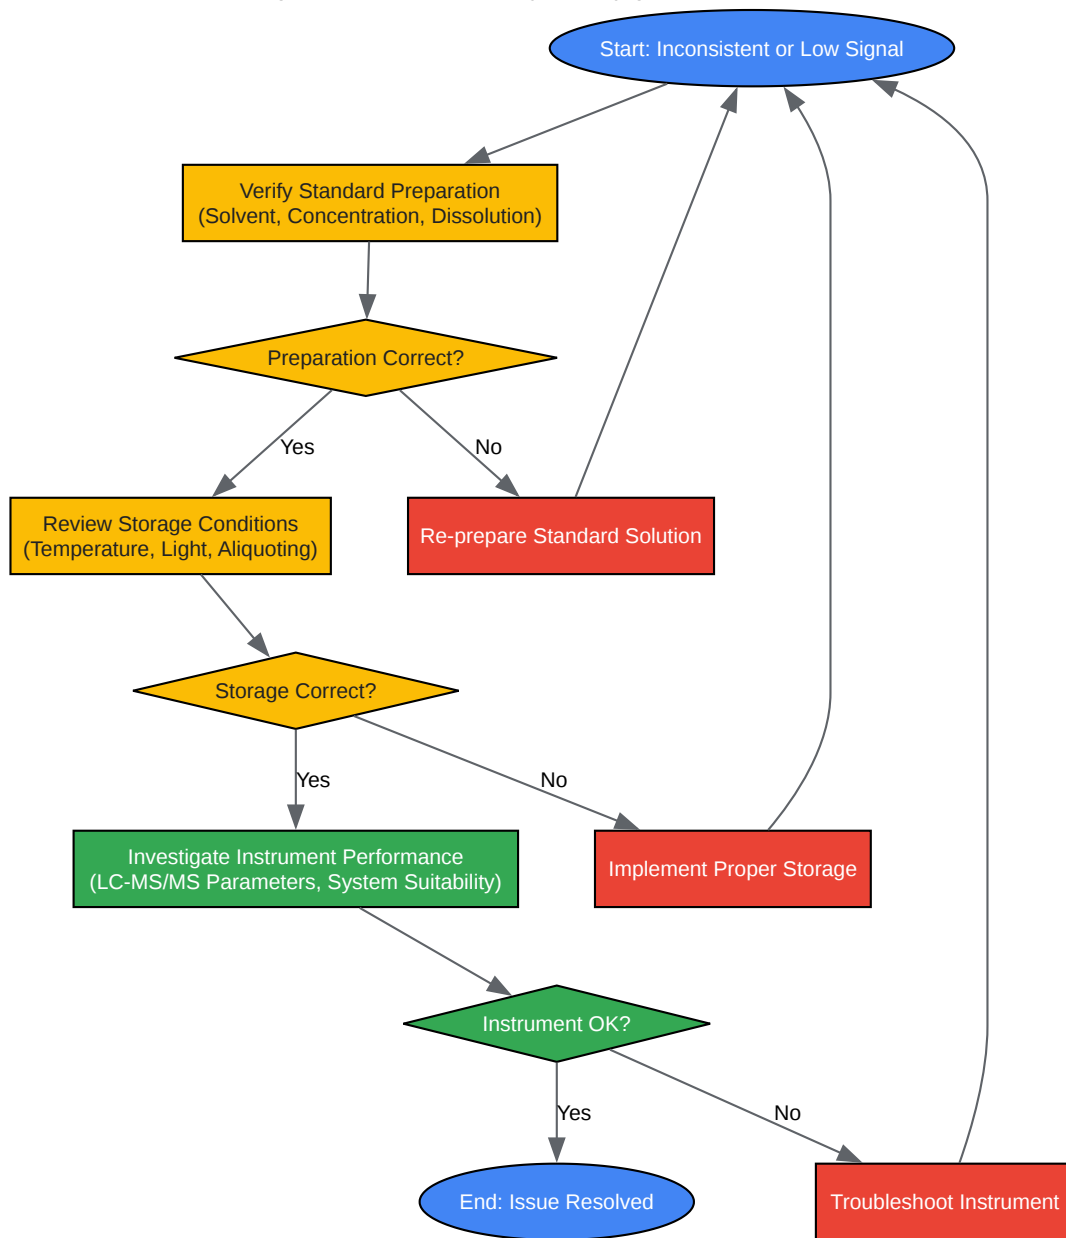 Start: Inconsistent or Low Signal
Verify Standard Preparation
(Solvent, Concentration, Dissolution)
Preparation Correct?
Yes
No
Review Storage Conditions
(Temperature, Light, Aliquoting)
Re-prepare Standard Solution
Storage Correct?
Yes
No
Investigate Instrument Performance
(LC-MS/MS Parameters, System Suitability)
Implement Proper Storage
Instrument OK?
Yes
No
End: Issue Resolved
Troubleshoot Instrument